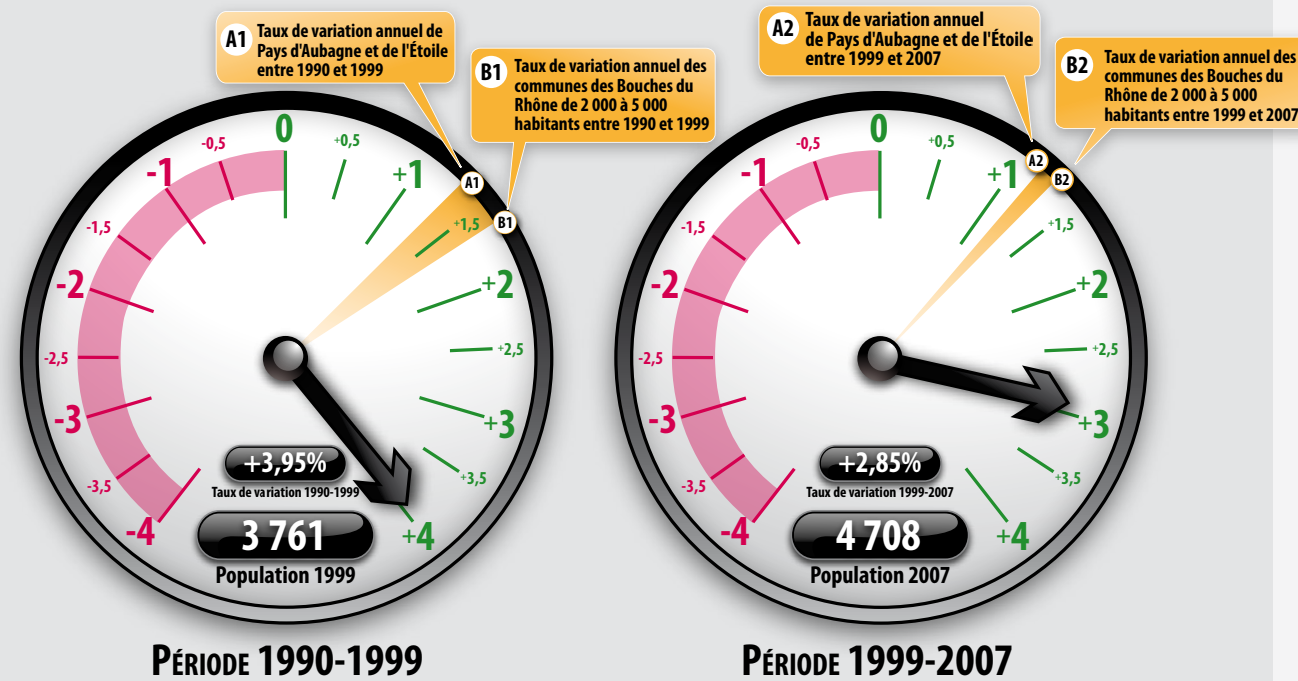 A1
Taux de variation annuel de
Pays d'Aubagne et de l'Étoile
entre 1990 et 1999
B1
Taux de variation annuel des
communes des Bouches du
Rhône de 2 000 à 5 000
habitants entre 1990 et 1999
0
-0,5
+0,5
-1
+1
A1
-1,5
+1,5
B1
-2
+2
-2,5
+2,5
-3
+3
-3,5
+3,5
-4
+4
+3,95%
Taux de variation 1990-1999
3 761
Population 1999
PÉRIODE 1990-1999
A2
Taux de variation annuel
de Pays d'Aubagne et de l'Étoile
entre 1999 et 2007
B2
Taux de variation annuel des
communes des Bouches du
Rhône de 2 000 à 5 000
habitants entre 1999 et 2007
0
-0,5
+0,5
-1
+1
A2
B2
-1,5
+1,5
-2
+2
-2,5
+2,5
-3
+3
-3,5
+3,5
-4
+4
+2,85%
Taux de variation 1999-2007
4 708
Population 2007
PÉRIODE 1999-2007